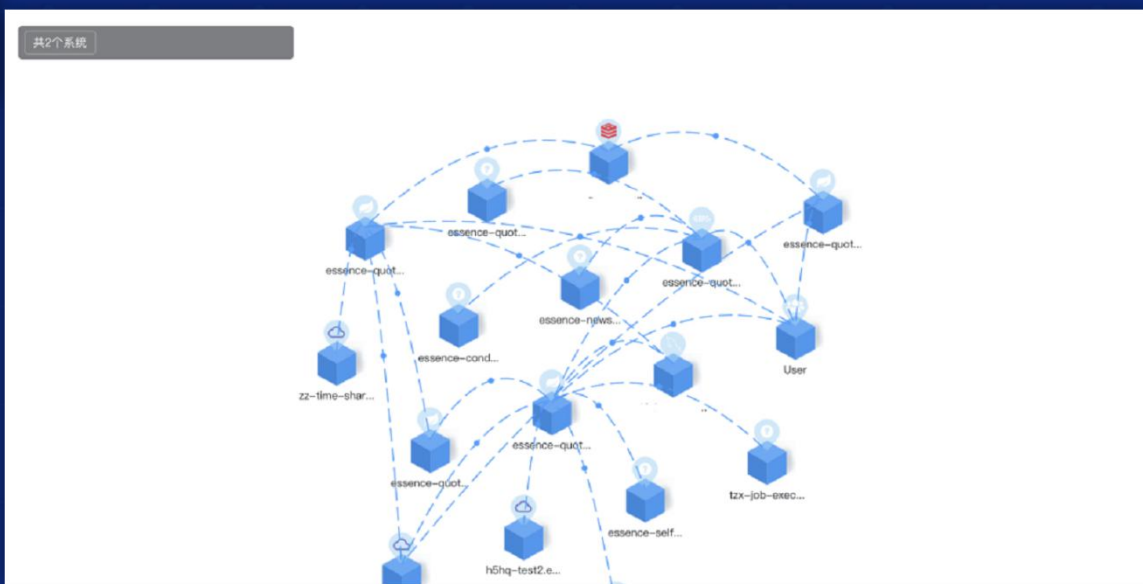 共2个系统
essence-quot...
essence-quot...
essence-quot...
essence-quot...
essence-news...
essence-cond...
User
zz-time-shar...
essence-quot...
essence-quot...
tzx-job-exec...
essence-self...
h5hq-test2.e...